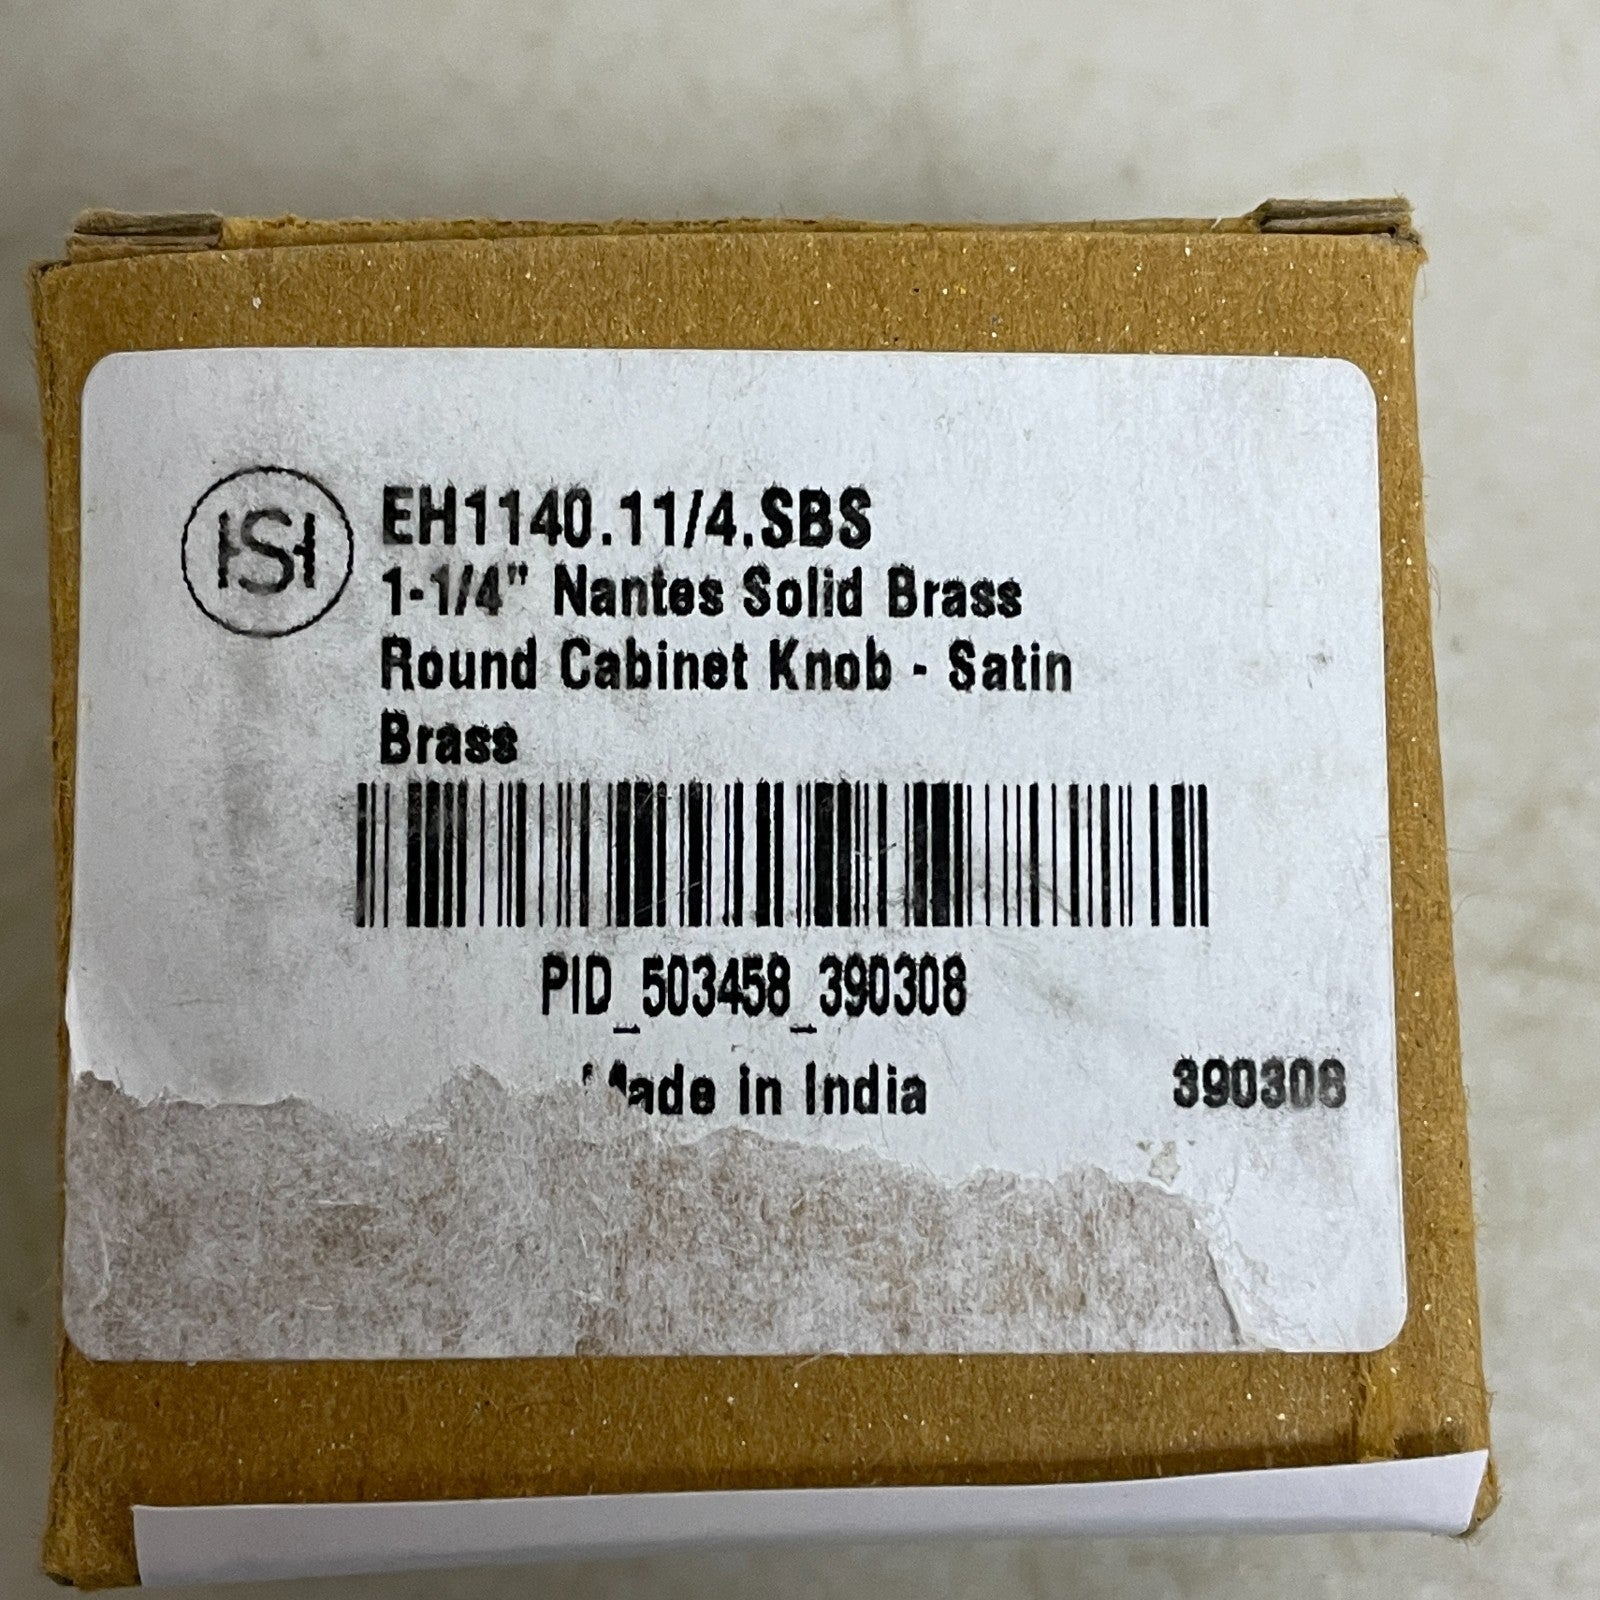 HSH
EH1140.11/4.SBS
1-1/4" Nantes Solid Brass
Round Cabinet Knob - Satin
Brass
PID_503458_390308
Made in India
390308